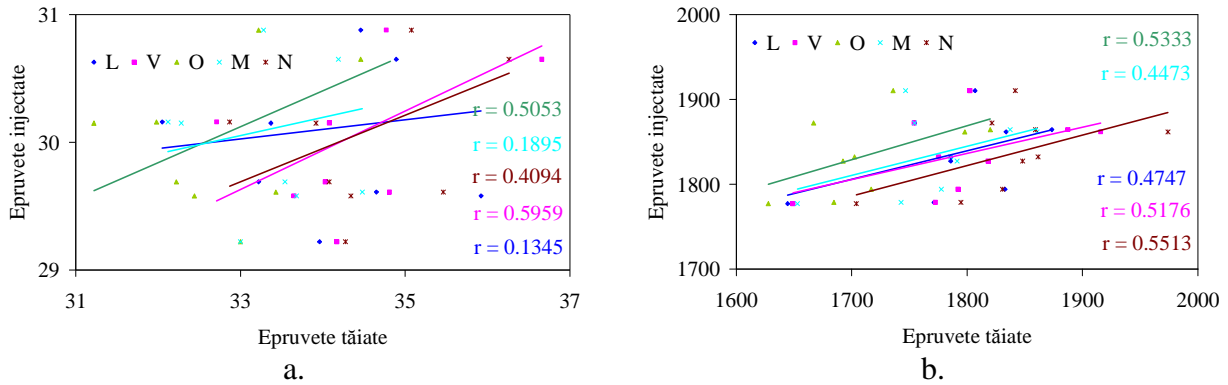 31
30
29
Epruvete injectate
L V O M N
r = 0.5053
r = 0.1895
r = 0.4094
r = 0.5959
r = 0.1345
31 33 35 37
Epruvete tăiate
a.
2000
1900
1800
1700
Epruvete injectate
L V O M N
r = 0.5333
r = 0.4473
r = 0.4747
r = 0.5176
r = 0.5513
1600 1700 1800 1900 2000
Epruvete tăiate
b.